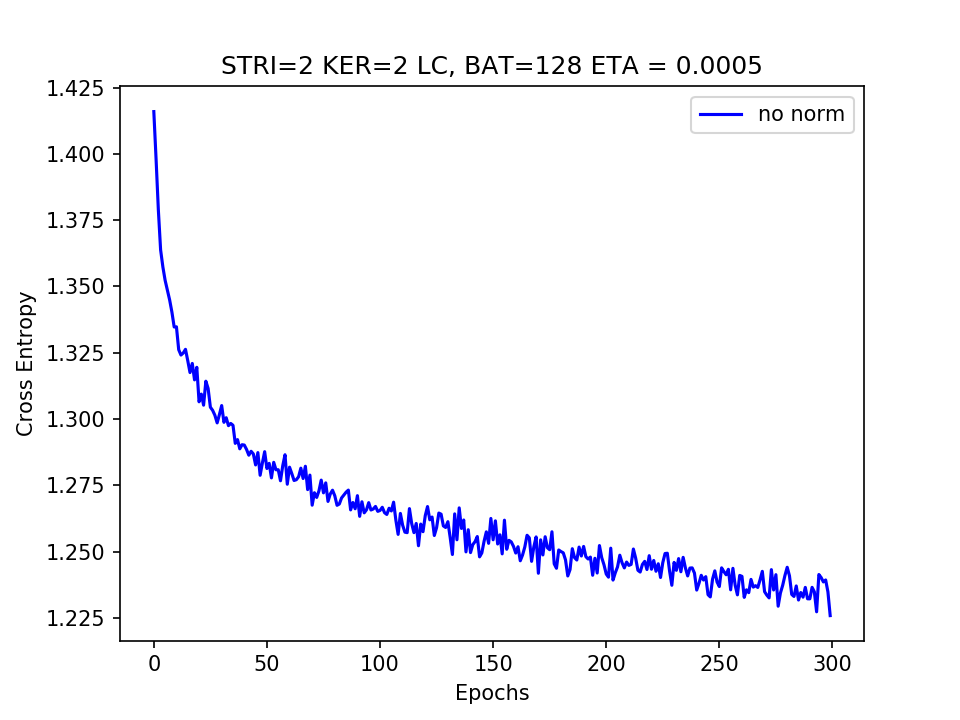 STRI=2 KER=2 LC, BAT=128 ETA = 0.0005
no norm
Cross Entropy
1.425
1.400
1.375
1.350
1.325
1.300
1.275
1.250
1.225
0 50 100 150 200 250 300
Epochs